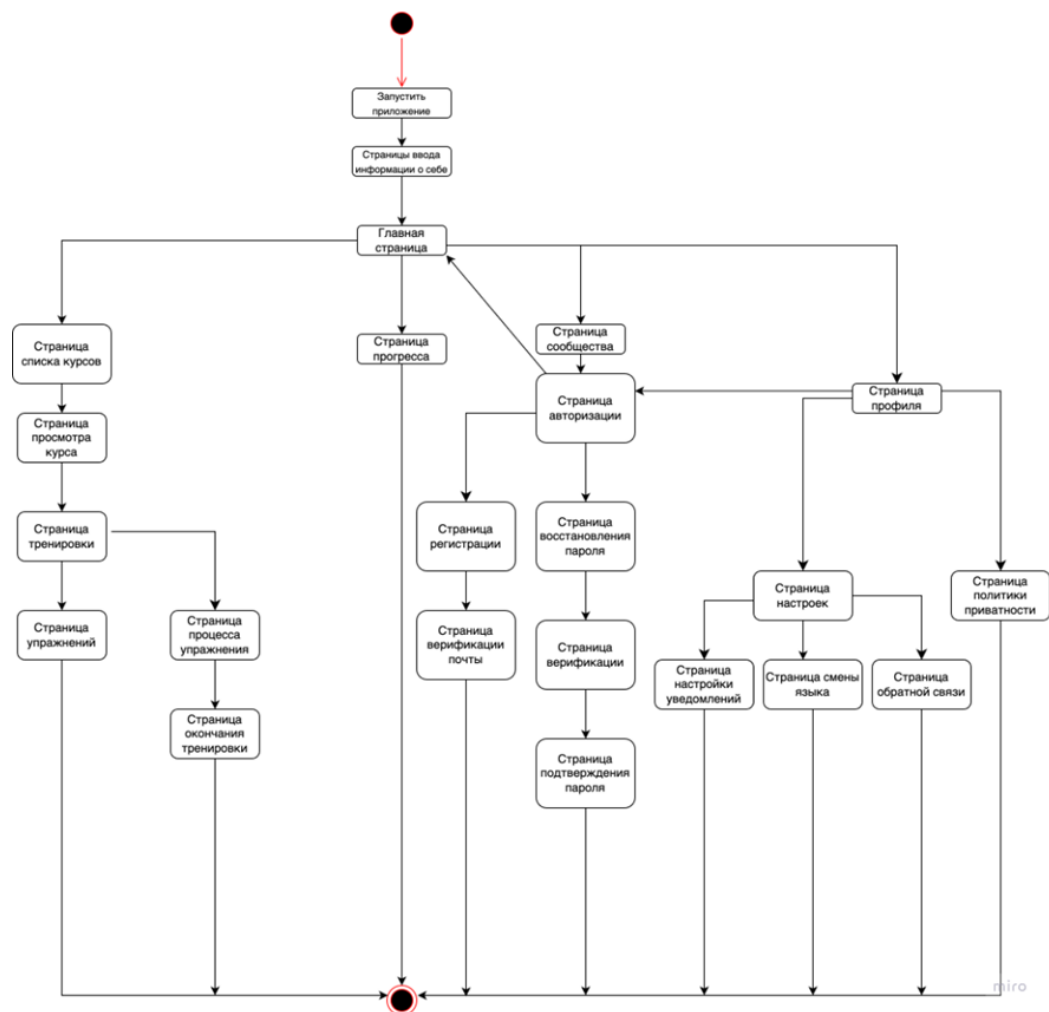 Запустить
приложение
Страницы ввода
информации о себе
Главная
страница
Страница
списка курсов
Страница
прогресса
Страница
сообщества
Страница
авторизации
Страница
профиля
Страница
просмотра
курса
Страница
тренировки
Страница
регистрации
Страница
восстановления
пароля
Страница
настроек
Страница
политики
приватности
Страница
упражнений
Страница
процесса
упражнения
Страница
верификации
почты
Страница
верификации
Страница
настройки
уведомлений
Страница смены
языка
Страница
обратной связи
Страница
окончания
тренировки
Страница
подтверждения
пароля
miro